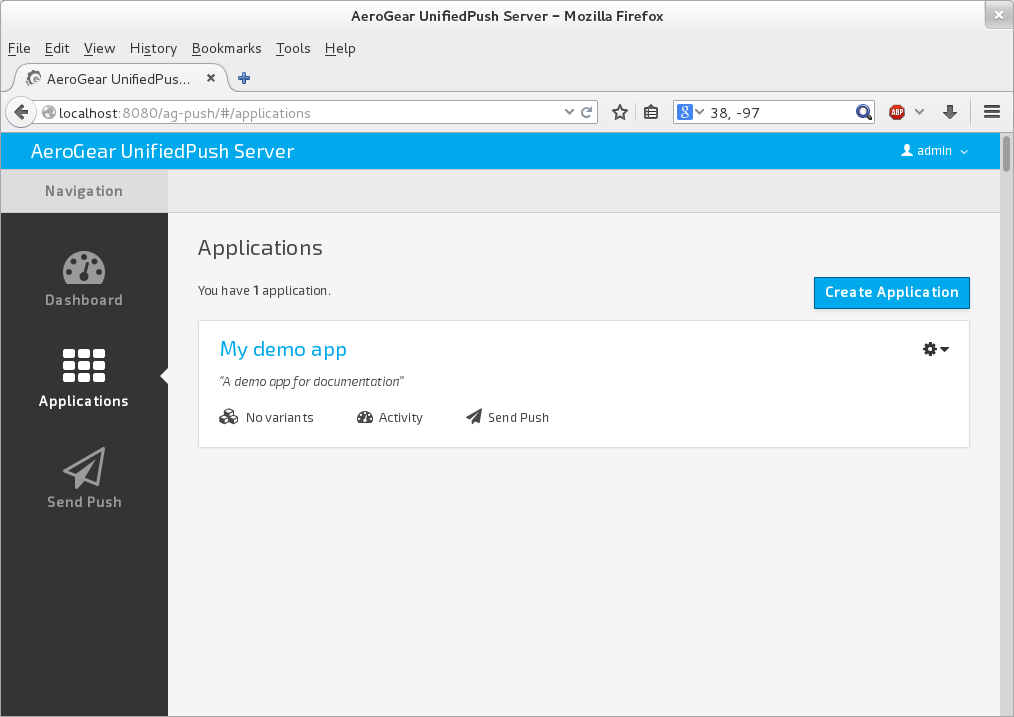 AeroGear UnifiedPush Server – Mozilla Firefox
File Edit View History Bookmarks Tools Help
AeroGear UnifiedPus...
localhost:8080/ag-push/#/applications
8
38, -97
ABP
AeroGear UnifiedPush Server
admin
Navigation
Applications
Dashboard
You have 1 application.
Create Application
My demo app
"A demo app for documentation"
Applications
No variants
Activity
Send Push
Send Push